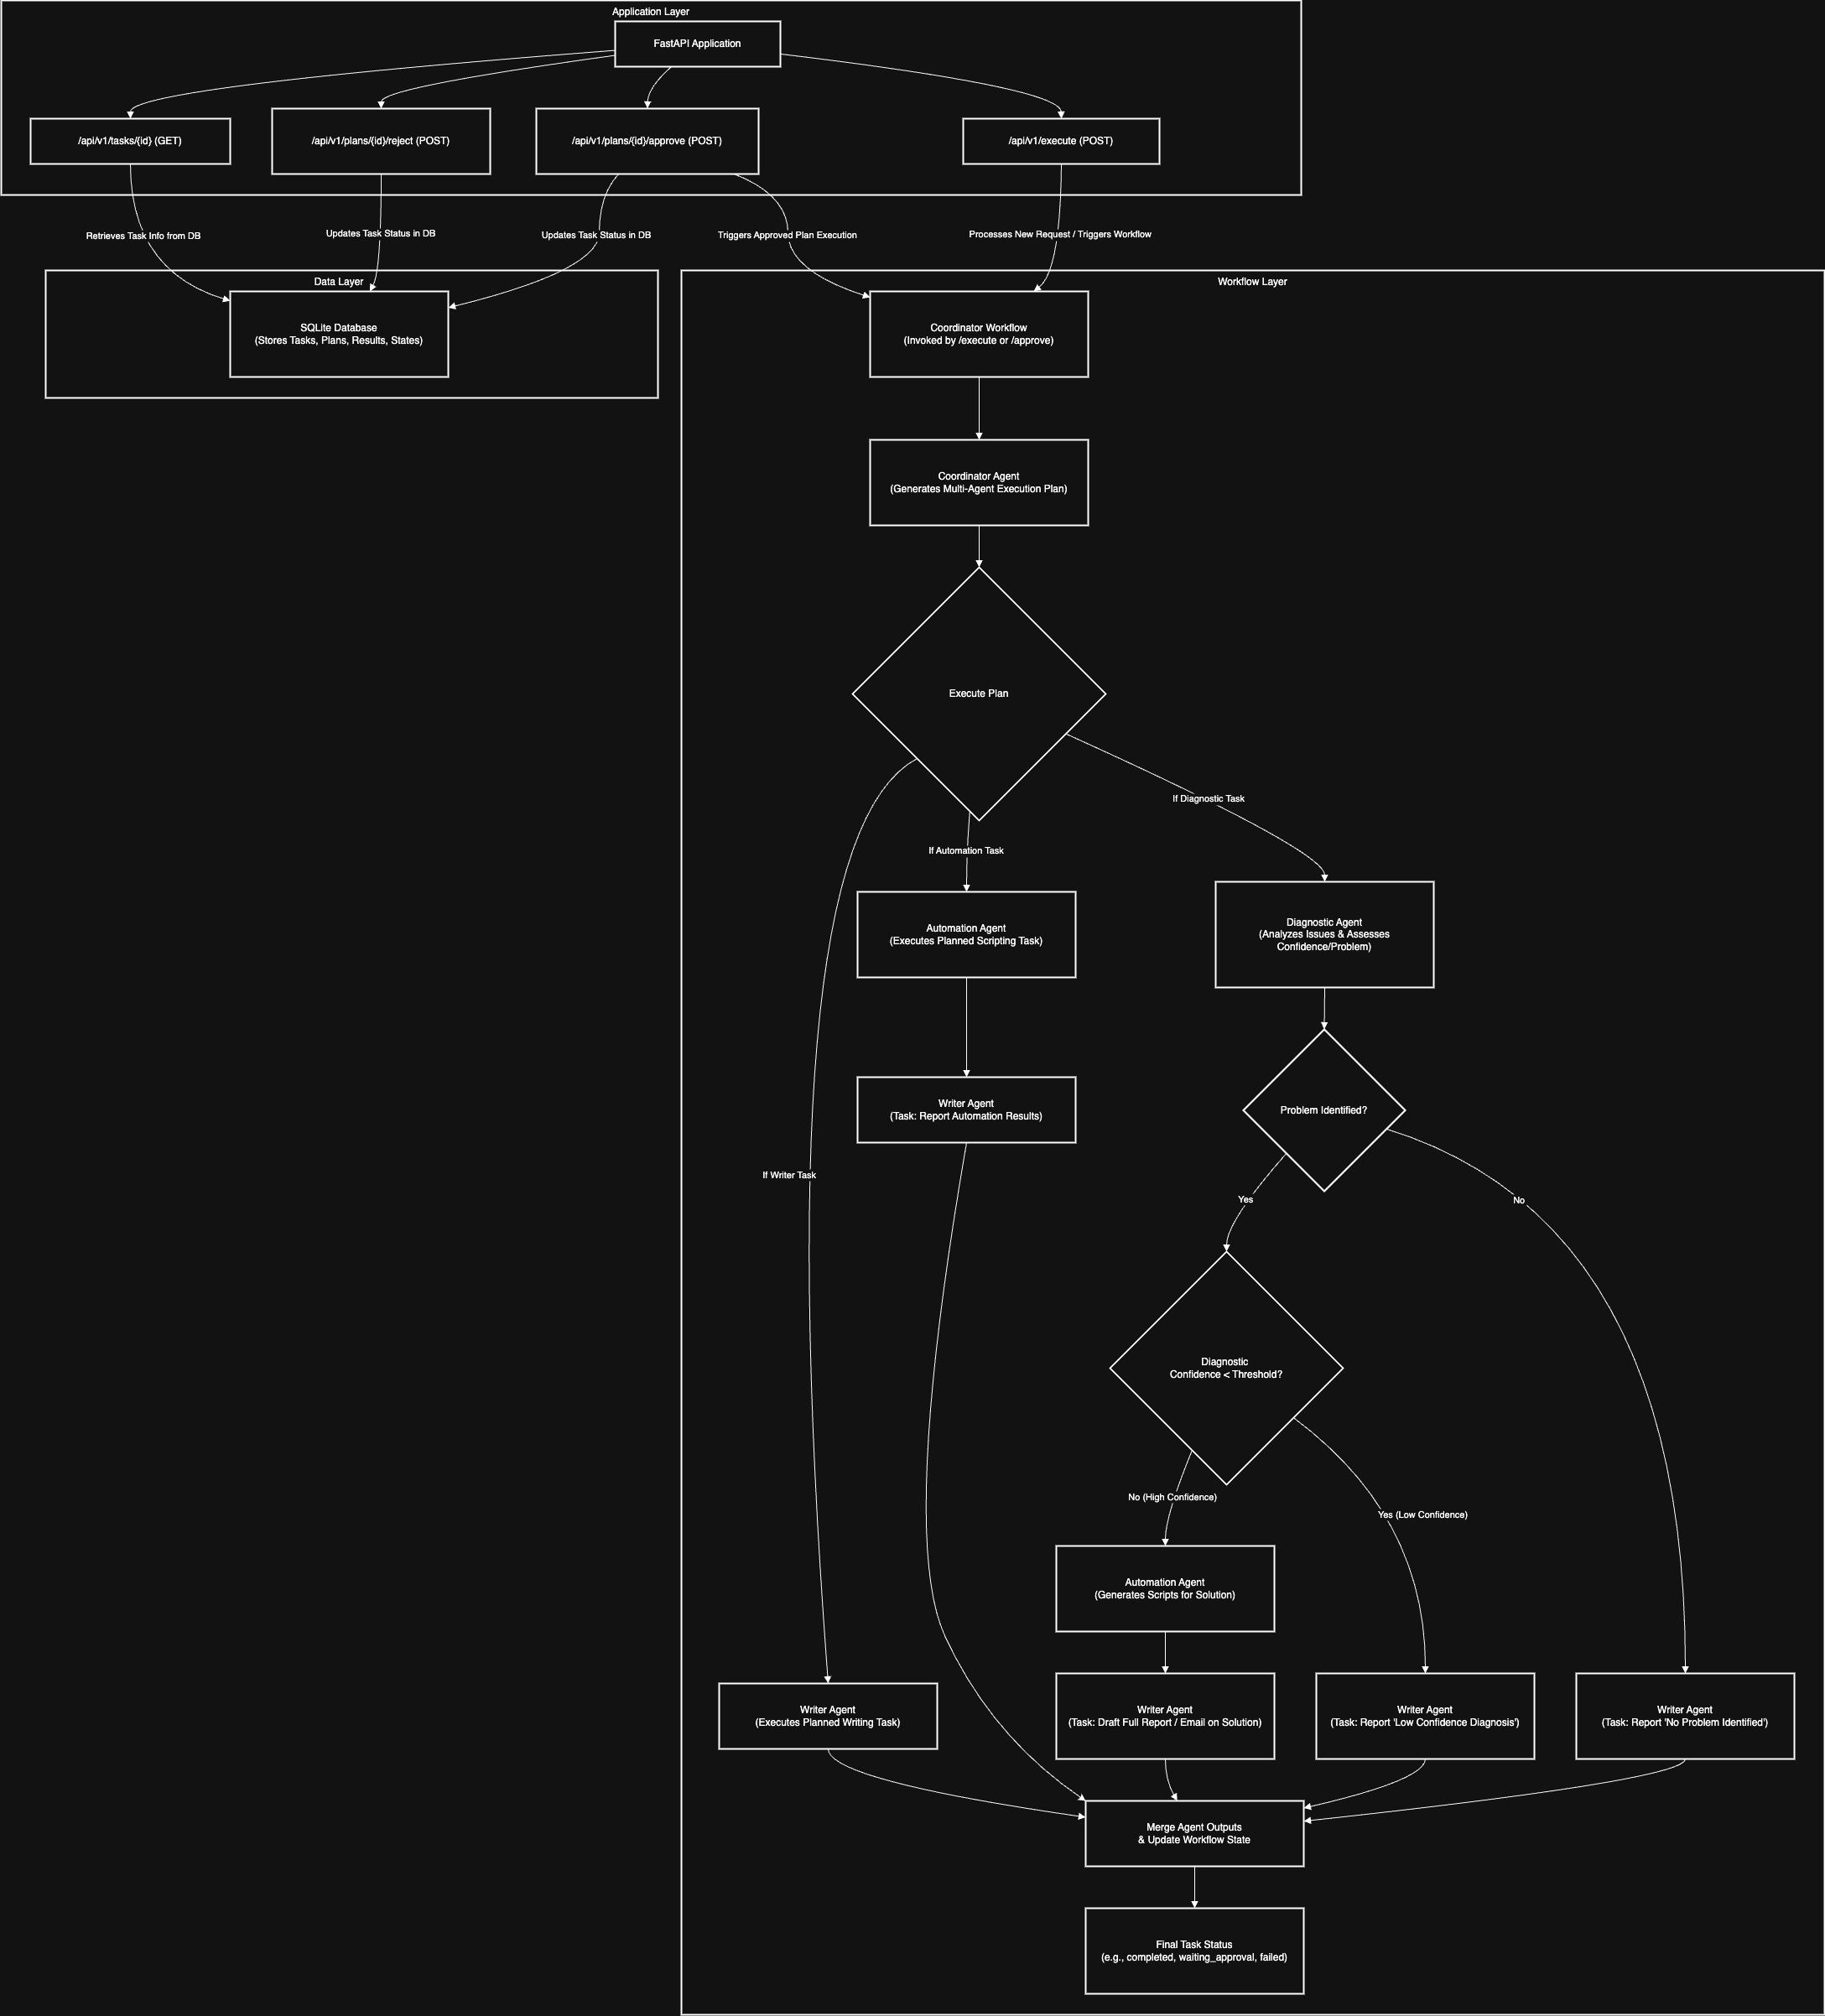 Application Layer
FastAPI Application
/api/v1/tasks/{id} (GET)
/api/v1/plans/{id}/reject (POST)
/api/v1/plans/{id}/approve (POST)
/api/v1/execute (POST)
Retrieves Task Info from DB
Updates Task Status in DB
Updates Task Status in DB
Triggers Approved Plan Execution
Processes New Request / Triggers Workflow
Data Layer
SQLite Database
(Stores Tasks, Plans, Results, States)
Workflow Layer
Coordinator Workflow
(Invoked by /execute or /approve)
Coordinator Agent
(Generates Multi-Agent Execution Plan)
Execute Plan
If Diagnostic Task
If Automation Task
Automation Agent
(Executes Planned Scripting Task)
Diagnostic Agent
(Analyzes Issues & Assesses
Confidence/Problem)
Writer Agent
(Task: Report Automation Results)
Problem Identified?
If Writer Task
Yes
No
Diagnostic
Confidence < Threshold?
No (High Confidence)
Yes (Low Confidence)
Automation Agent
(Generates Scripts for Solution)
Writer Agent
(Executes Planned Writing Task)
Writer Agent
(Task: Draft Full Report / Email on Solution)
Writer Agent
(Task: Report 'Low Confidence Diagnosis')
Writer Agent
(Task: Report 'No Problem Identified')
Merge Agent Outputs
& Update Workflow State
Final Task Status
(e.g., completed, waiting_approval, failed)